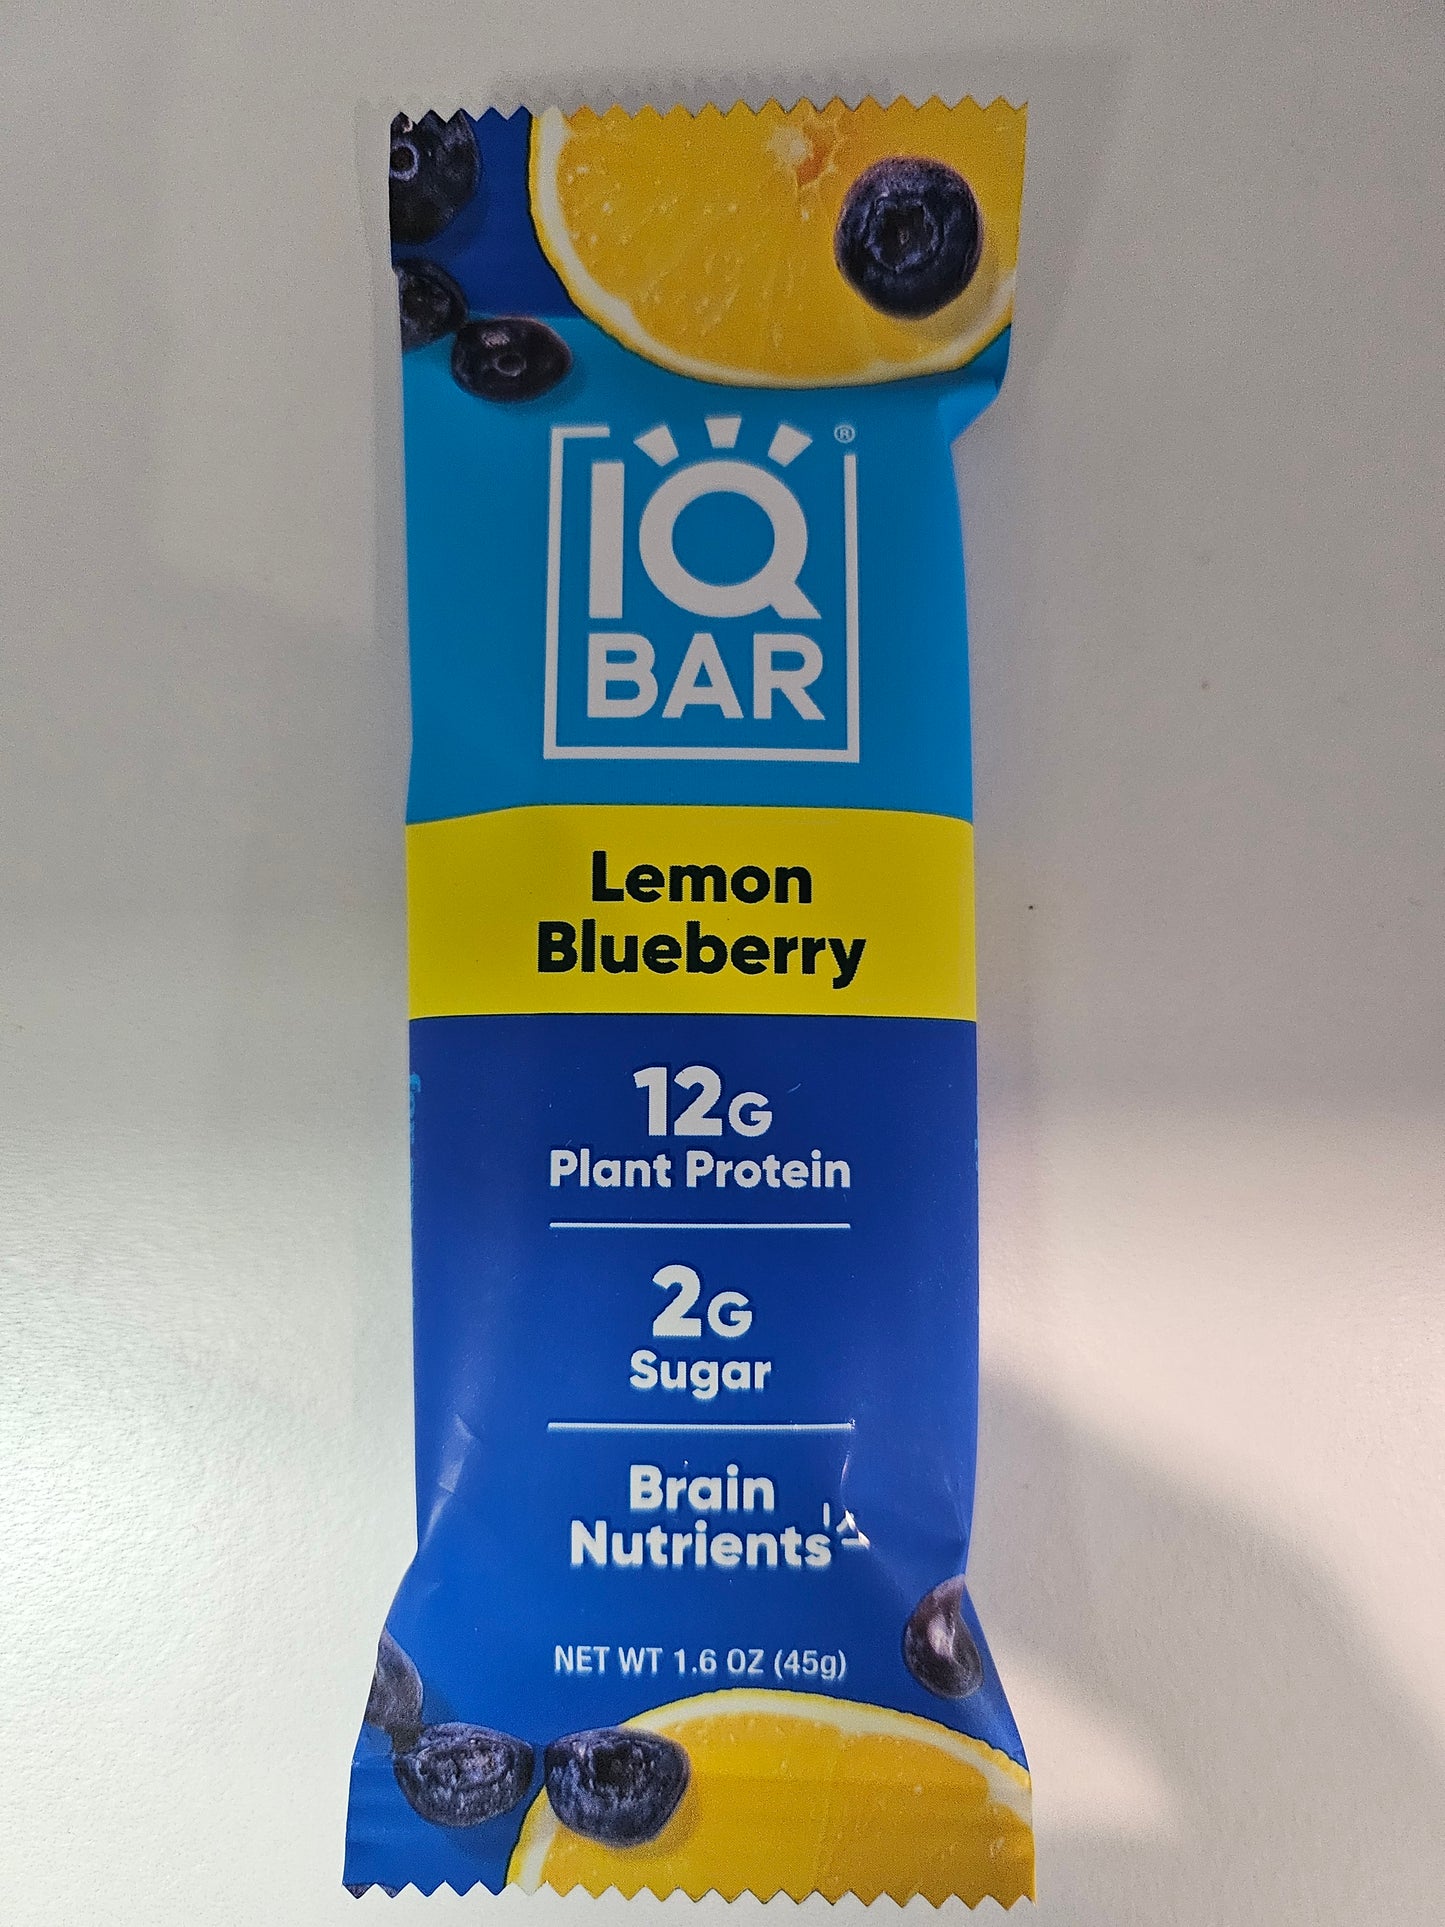 IQ
BAR
®
Lemon
Blueberry
12G
Plant Protein
2G
Sugar
Brain
Nutrients
NET WT 1.6 OZ (45g)